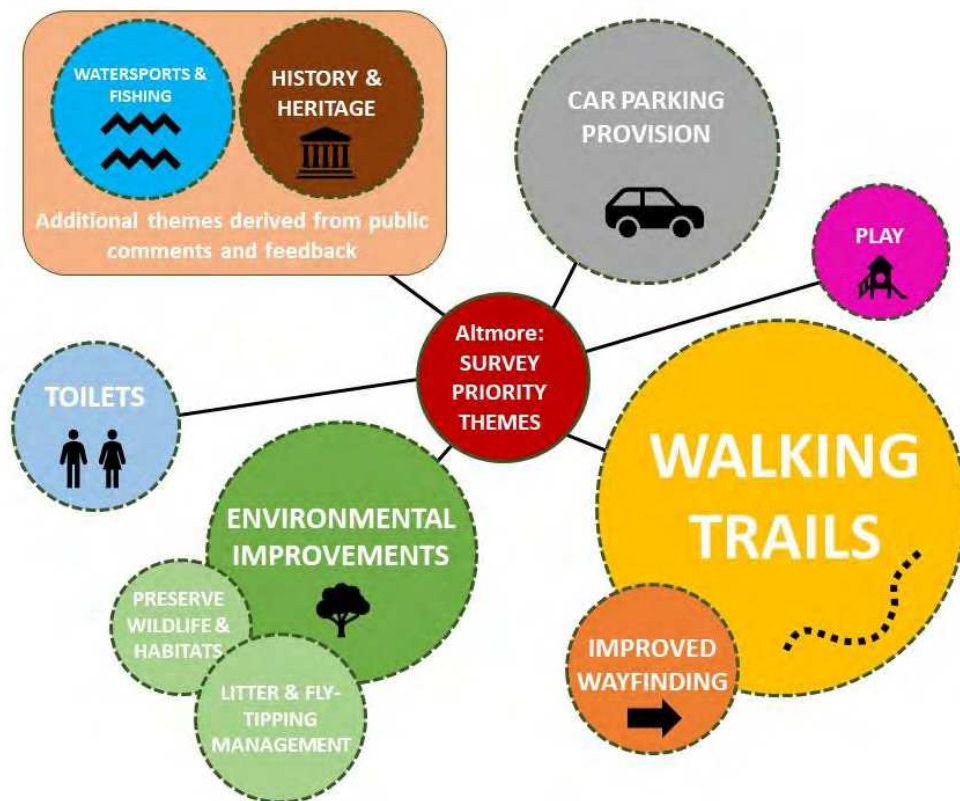 WATERSPORTS &
FISHING
HISTORY &
HERITAGE
Additional themes derived from public
comments and feedback
CAR PARKING
PROVISION
PLAY
Altmore:
SURVEY
PRIORITY
THEMES
TOILETS
WALKING
TRAILS
ENVIRONMENTAL
IMPROVEMENTS
PRESERVE
WILDLIFE &
HABITATS
LITTER & FLY-
TIPPING
MANAGEMENT
IMPROVED
WAYFINDING